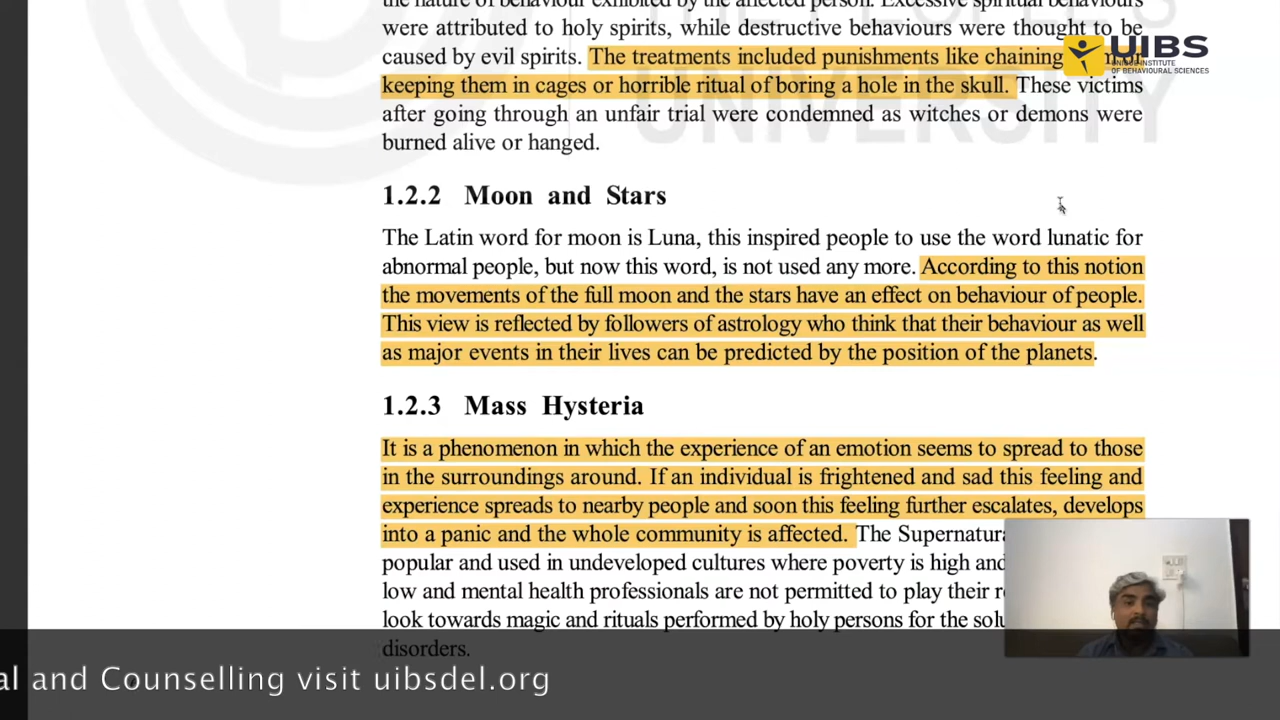 the nature of behaviour exhibited by the affected person. Excessive spiritual behaviours
were attributed to holy spirits, while destructive behaviours were thought to be
caused by evil spirits. The treatments included punishments like chaining
keeping them in cages or horrible ritual of boring a hole in the skull. These victims
after going through an unfair trial were condemned as witches or demons were
burned alive or hanged.
UIBS
UNIQUE INSTITUTE
OF BEHAVIOURAL SCIENCES
UNIVERSITY
1.2.2 Moon and Stars
The Latin word for moon is Luna, this inspired people to use the word lunatic for
abnormal people, but now this word, is not used any more. According to this notion
the movements of the full moon and the stars have an effect on behaviour of people.
This view is reflected by followers of astrology who think that their behaviour as well
as major events in their lives can be predicted by the position of the planets.
1.2.3 Mass Hysteria
It is a phenomenon in which the experience of an emotion seems to spread to those
in the surroundings around. If an individual is frightened and sad this feeling and
experience spreads to nearby people and soon this feeling further escalates, develops
into a panic and the whole community is affected. The Supernatura
popular and used in undeveloped cultures where poverty is high and
low and mental health professionals are not permitted to play their r
look towards magic and rituals performed by holy persons for the solu
disorders.
al and Counselling visit uibsdel.org